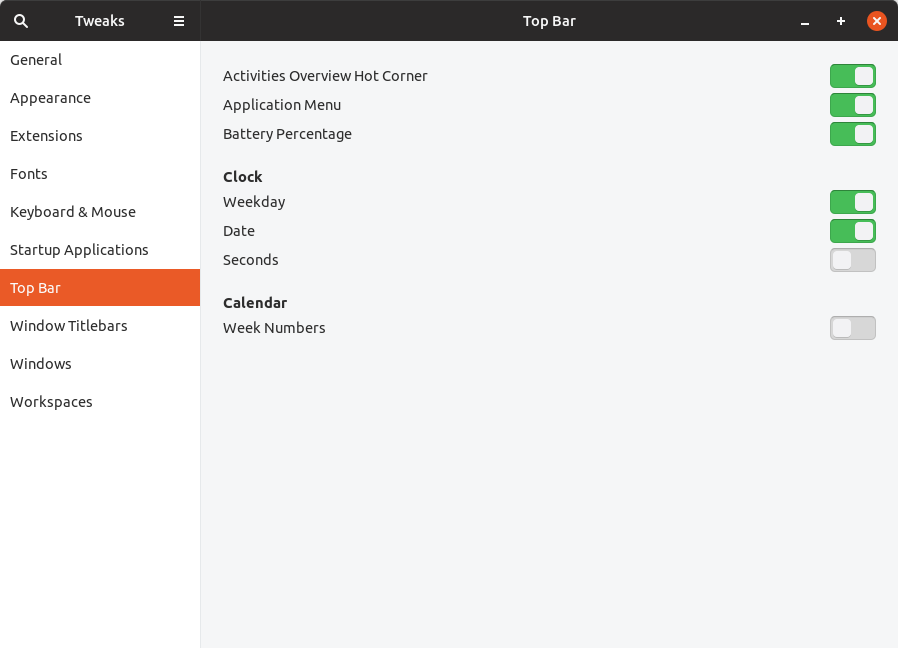 Tweaks
Top Bar
General
Appearance
Extensions
Fonts
Keyboard & Mouse
Startup Applications
Top Bar
Window Titlebars
Windows
Workspaces
Activities Overview Hot Corner
Application Menu
Battery Percentage
Clock
Weekday
Date
Seconds
Calendar
Week Numbers